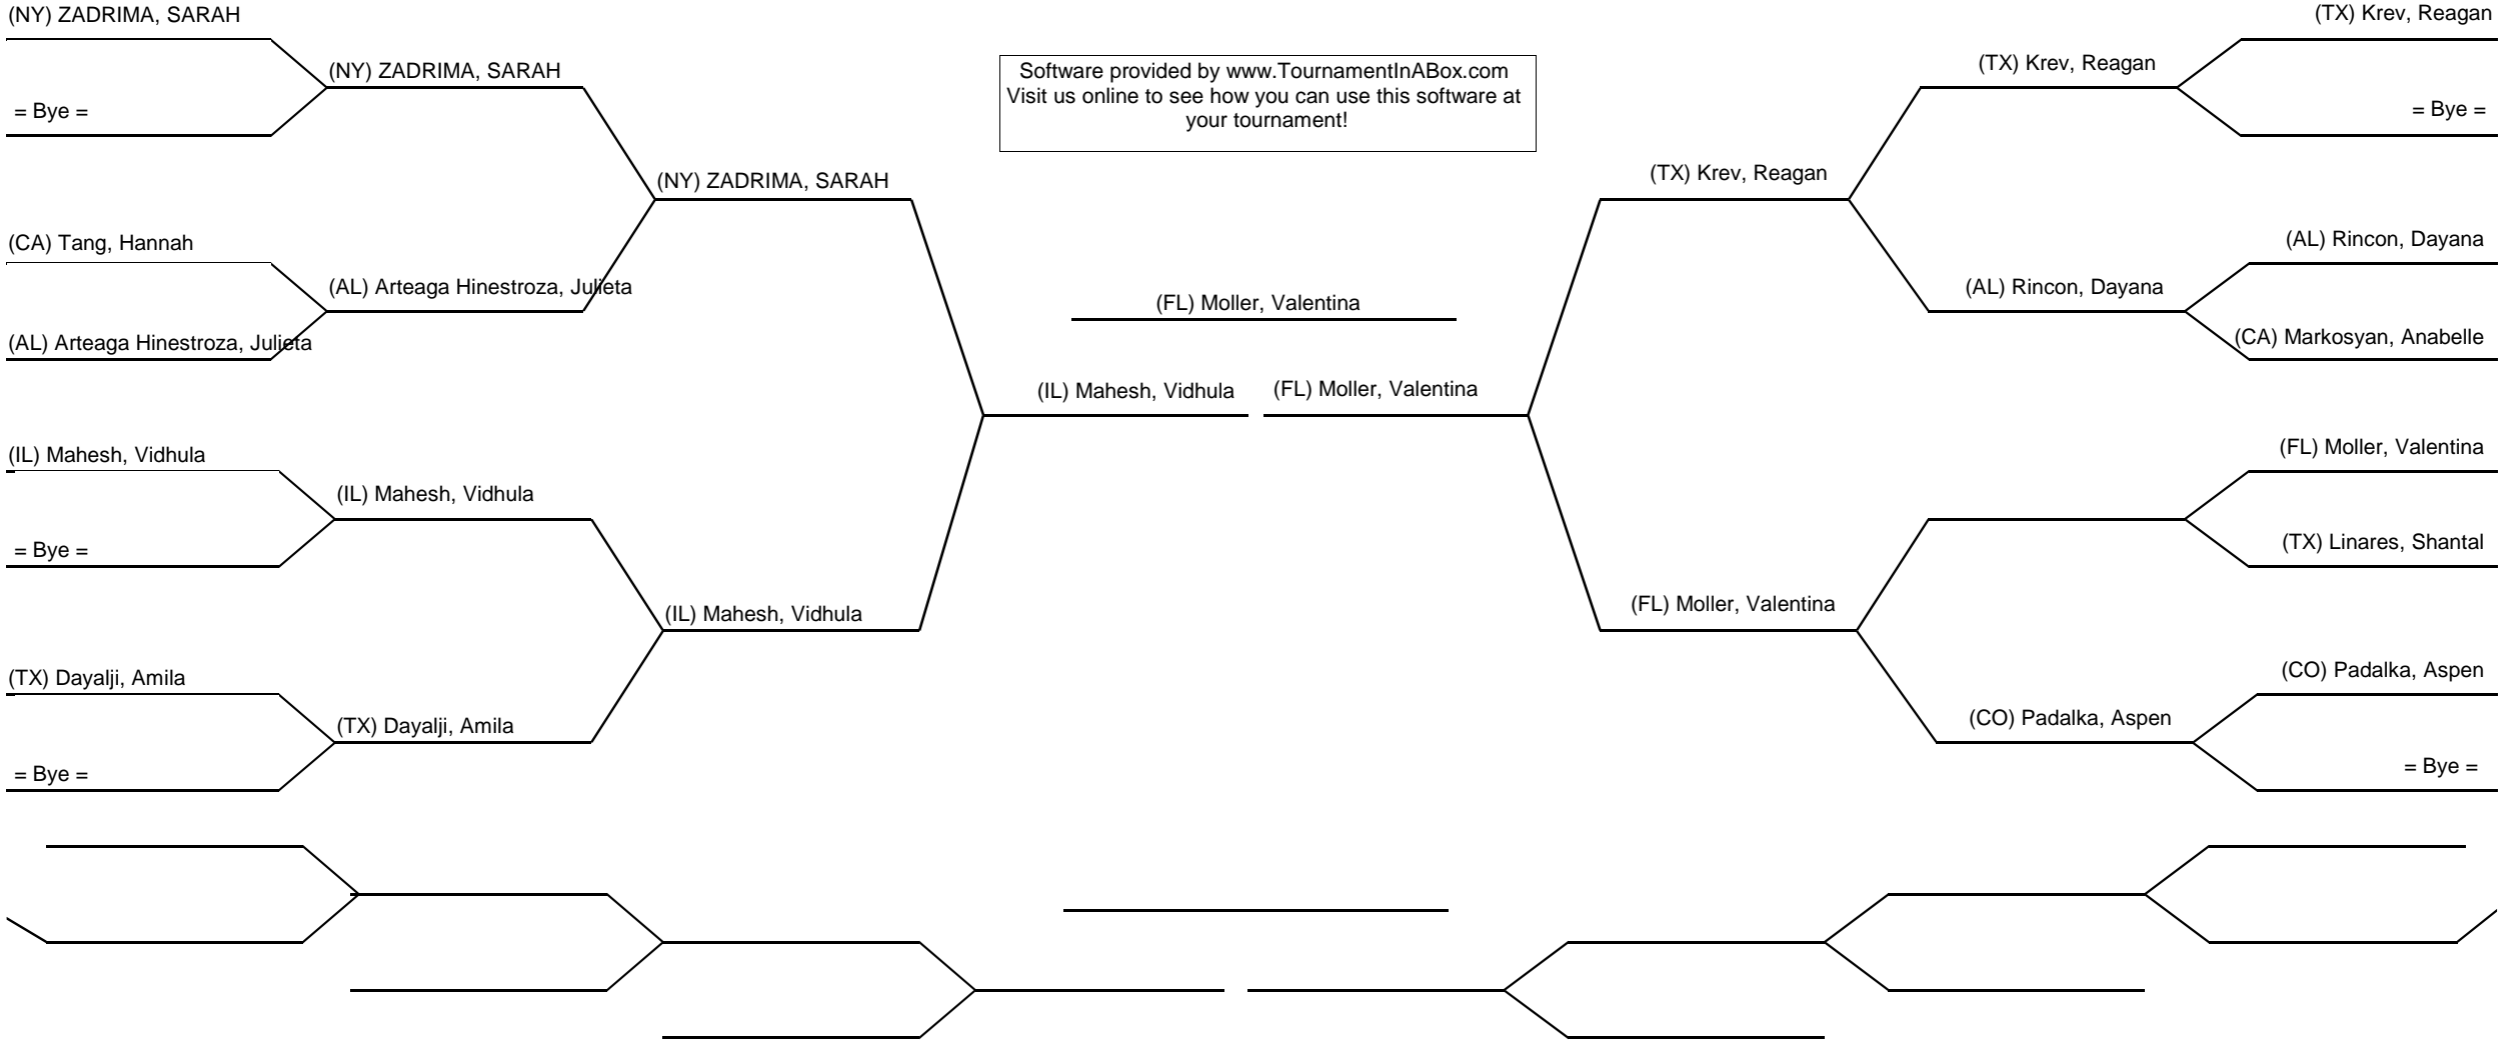 (NY) ZADRIMA, SARAH
(TX) Krev, Reagan
(NY) ZADRIMA, SARAH
Software provided by www.TournamentInABox.com
Visit us online to see how you can use this software at
your tournament!
(TX) Krev, Reagan
= Bye =
= Bye =
(NY) ZADRIMA, SARAH
(TX) Krev, Reagan
(CA) Tang, Hannah
(AL) Rincon, Dayana
(AL) Arteaga Hinestroza, Julieta
(FL) Moller, Valentina
(AL) Rincon, Dayana
(AL) Arteaga Hinestroza, Julieta
(CA) Markosyan, Anabelle
(IL) Mahesh, Vidhula
(FL) Moller, Valentina
(IL) Mahesh, Vidhula
(FL) Moller, Valentina
(IL) Mahesh, Vidhula
= Bye =
(TX) Linares, Shantal
(IL) Mahesh, Vidhula
(FL) Moller, Valentina
(TX) Dayalji, Amila
(CO) Padalka, Aspen
(TX) Dayalji, Amila
(CO) Padalka, Aspen
= Bye =
= Bye =